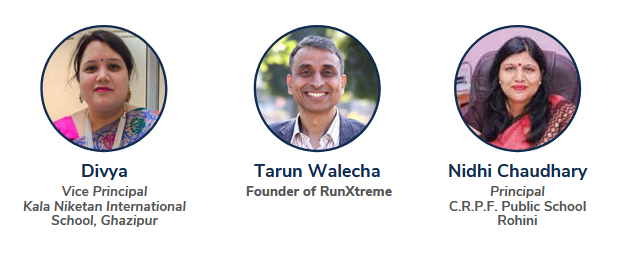 Divya
Vice Principal
Kala Niketan International
School, Ghazipur
Tarun Walecha
Founder of RunXtreme
Nidhi Chaudhary
Principal
C.R.P.F. Public School
Rohini